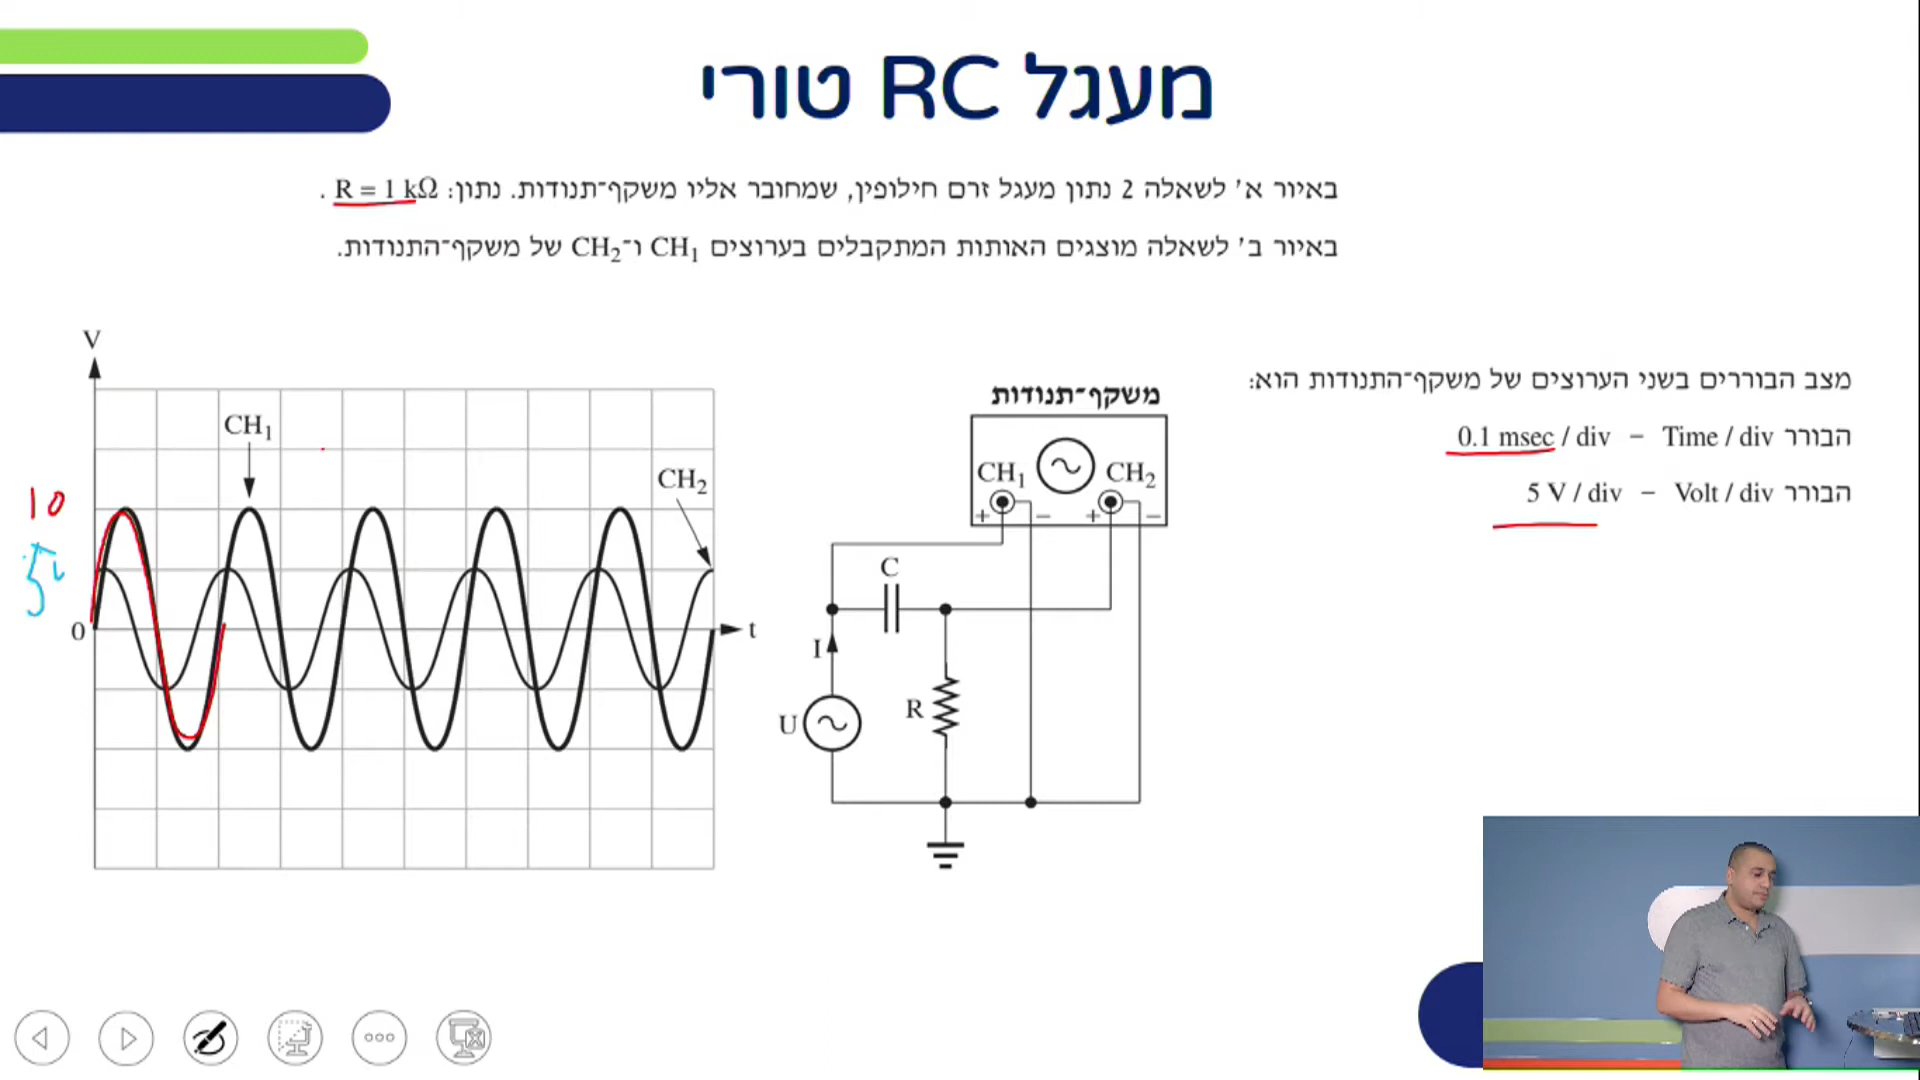 מעגל RC טורי
באיור א' לשאלה 2 נתון מעגל זרם חילופין, שמחובר אליו משקף־תנודות. נתון: R = 1 kΩ .
באיור ב' לשאלה מוצגים האותות המתקבלים בערוצים CH₁ ו־CH₂ של משקף־התנודות.
מצב הבוררים בשני הערוצים של משקף־התנודות הוא:
הבורר Time / div – 0.1 msec / div
הבורר Volt / div – 5 V / div
V
CH₁
CH₂
10
5
0
t
משקף־תנודות
CH₁
CH₂
+ − + −
C
I
U
R